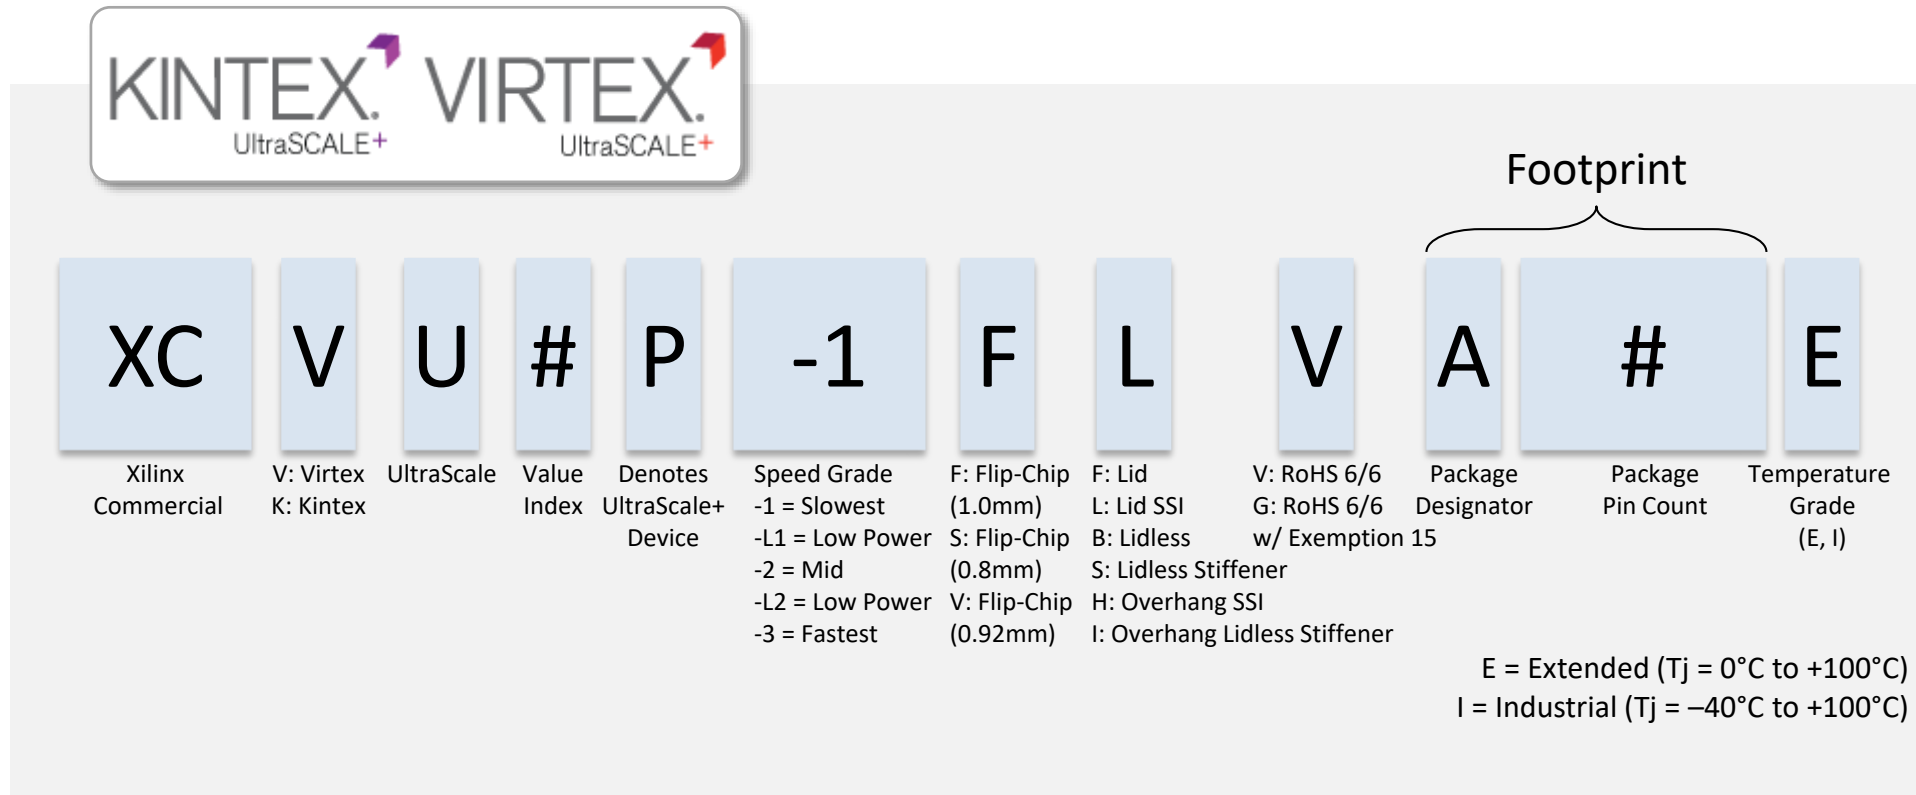 KINTEX. VIRTEX.
UltraSCALE+ UltraSCALE+
Footprint
XC V U # P -1 F L V A # E
Xilinx
Commercial
V: Virtex
K: Kintex
UltraScale
Value
Index
Denotes
UltraScale+
Device
Speed Grade
-1 = Slowest
-L1 = Low Power
-2 = Mid
-L2 = Low Power
-3 = Fastest
F: Flip-Chip
(1.0mm)
S: Flip-Chip
(0.8mm)
V: Flip-Chip
(0.92mm)
F: Lid
L: Lid SSI
B: Lidless
S: Lidless Stiffener
H: Overhang SSI
I: Overhang Lidless Stiffener
V: RoHS 6/6
G: RoHS 6/6
w/ Exemption 15
Package
Designator
Package
Pin Count
Temperature
Grade
(E, I)
E = Extended (Tj = 0°C to +100°C)
I = Industrial (Tj = –40°C to +100°C)